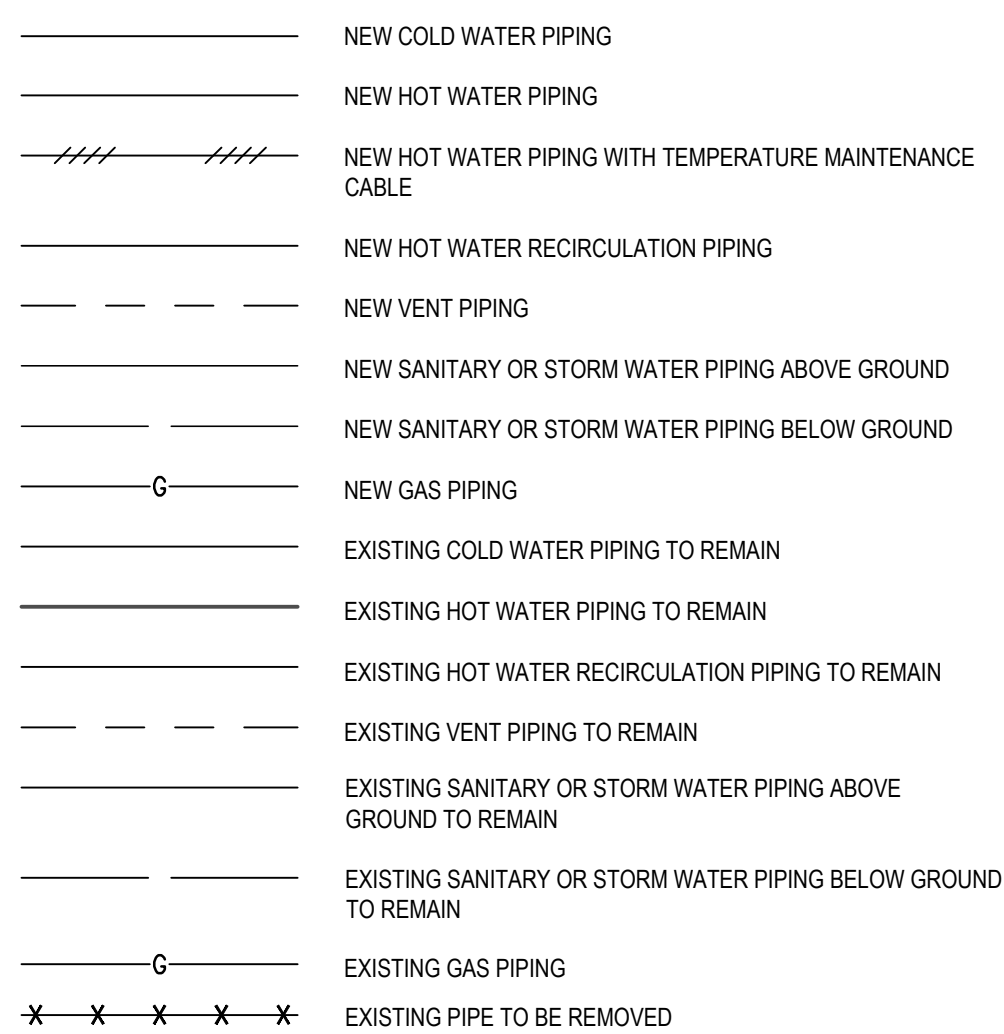 NEW COLD WATER PIPING
NEW HOT WATER PIPING
NEW HOT WATER PIPING WITH TEMPERATURE MAINTENANCE
CABLE
NEW HOT WATER RECIRCULATION PIPING
NEW VENT PIPING
NEW SANITARY OR STORM WATER PIPING ABOVE GROUND
NEW SANITARY OR STORM WATER PIPING BELOW GROUND
G NEW GAS PIPING
EXISTING COLD WATER PIPING TO REMAIN
EXISTING HOT WATER PIPING TO REMAIN
EXISTING HOT WATER RECIRCULATION PIPING TO REMAIN
EXISTING VENT PIPING TO REMAIN
EXISTING SANITARY OR STORM WATER PIPING ABOVE
GROUND TO REMAIN
EXISTING SANITARY OR STORM WATER PIPING BELOW GROUND
TO REMAIN
G EXISTING GAS PIPING
X X X X X EXISTING PIPE TO BE REMOVED